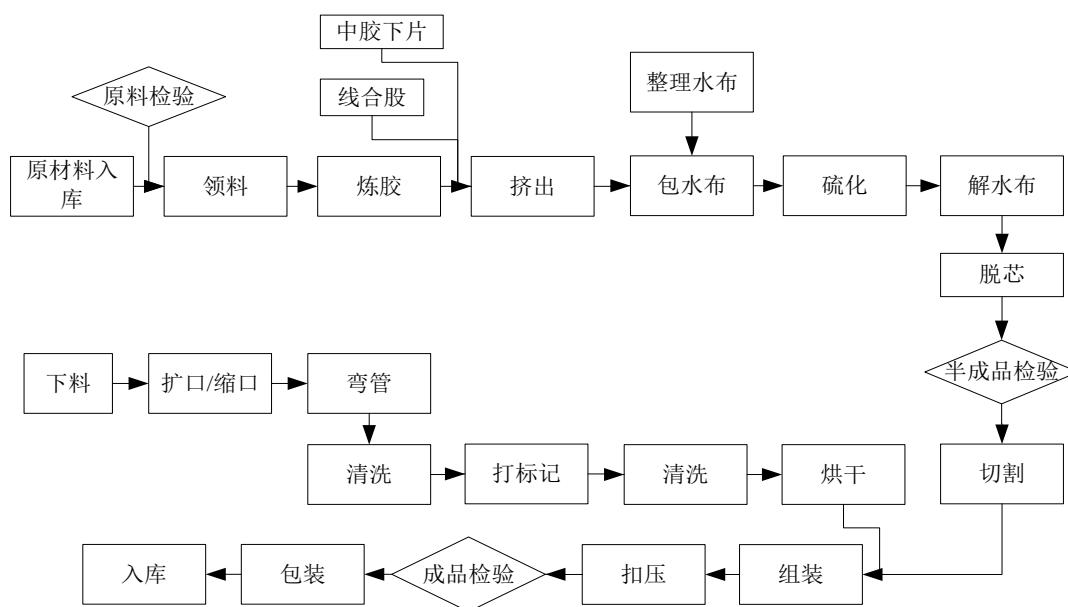 中胶下片
原料检验
线合股
整理水布
原材料入
库
领料
炼胶
挤出
包水布
硫化
解水布
脱芯
下料
扩口/缩口
弯管
半成品检验
清洗
打标记
清洗
烘干
切割
入库
包装
成品检验
扣压
组装